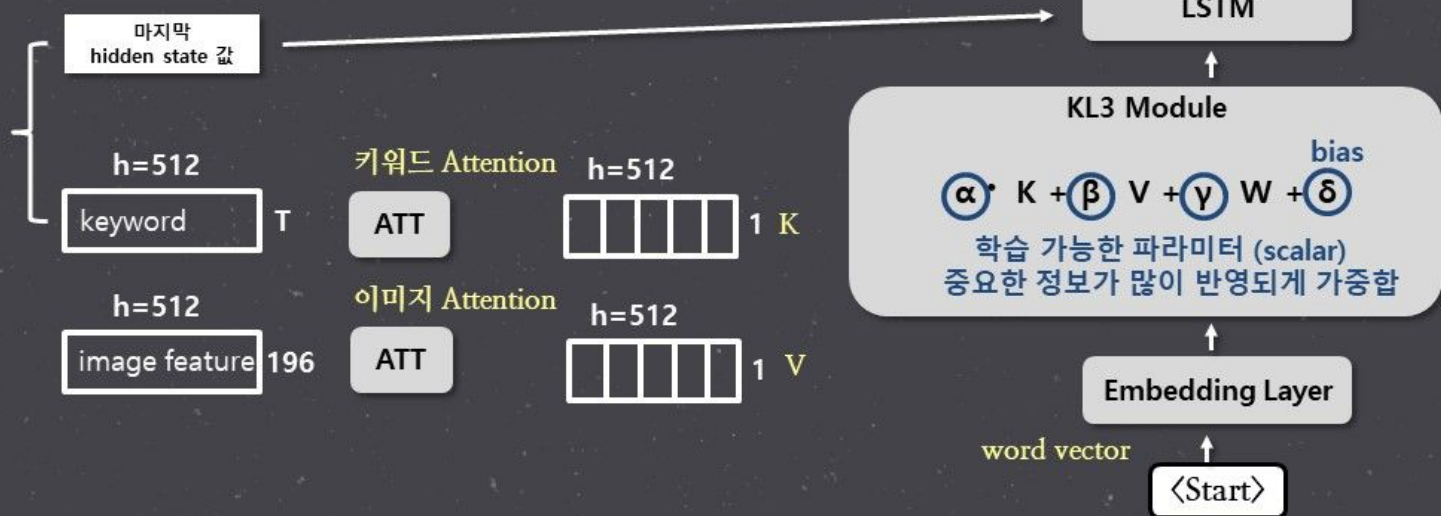 LSTM
마지막
hidden state 값
KL3 Module
bias
α· K + β V + γ W + δ
학습 가능한 파라미터 (scalar)
중요한 정보가 많이 반영되게 가중합
h=512
키워드 Attention
h=512
keyword
T
ATT
1 K
h=512
이미지 Attention
h=512
image feature
196
ATT
1 V
Embedding Layer
word vector
<Start>